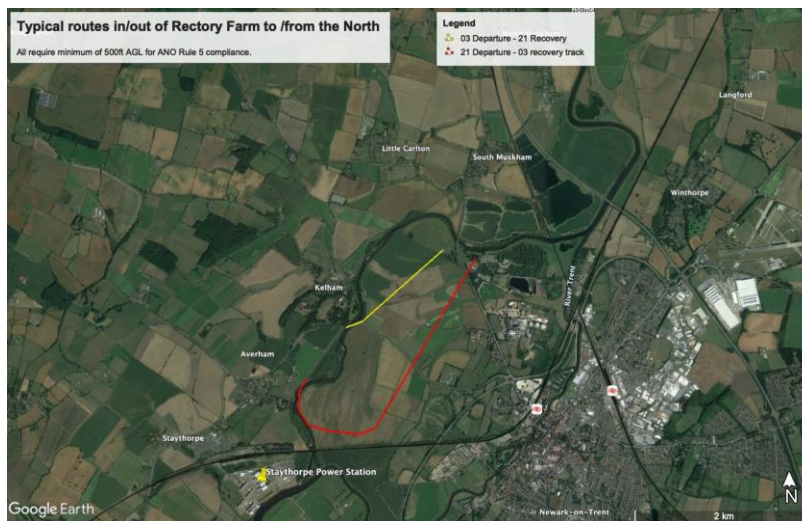 Typical routes in/out of Rectory Farm to /from the North
All require minimum of 500ft AGL for ANO Rule 5 compliance.
Legend
03 Departure - 21 Recovery
21 Departure - 03 recovery track
Langford
Little Carlton
South Muskham
Winthorpe
Kelham
River Trent
Averham
Staythorpe
Staythorpe Power Station
Newark-on-Trent
Google Earth
N
2 km